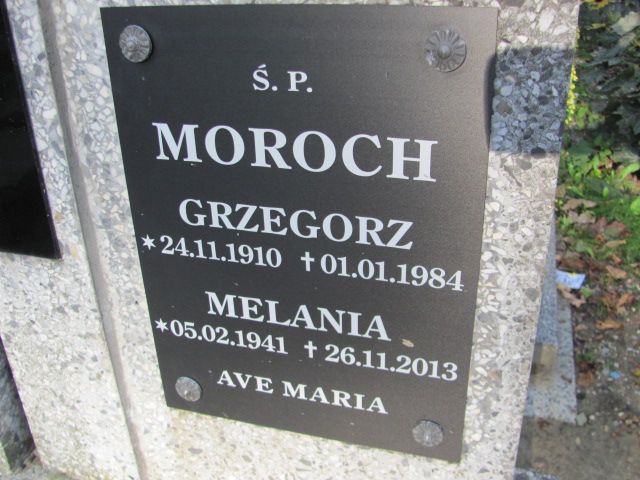 Ś. P.
MOROCH
GRZEGORZ
*24.11.1910 †01.01.1984
MELANIA
*05.02.1941 †26.11.2013
AVE MARIA